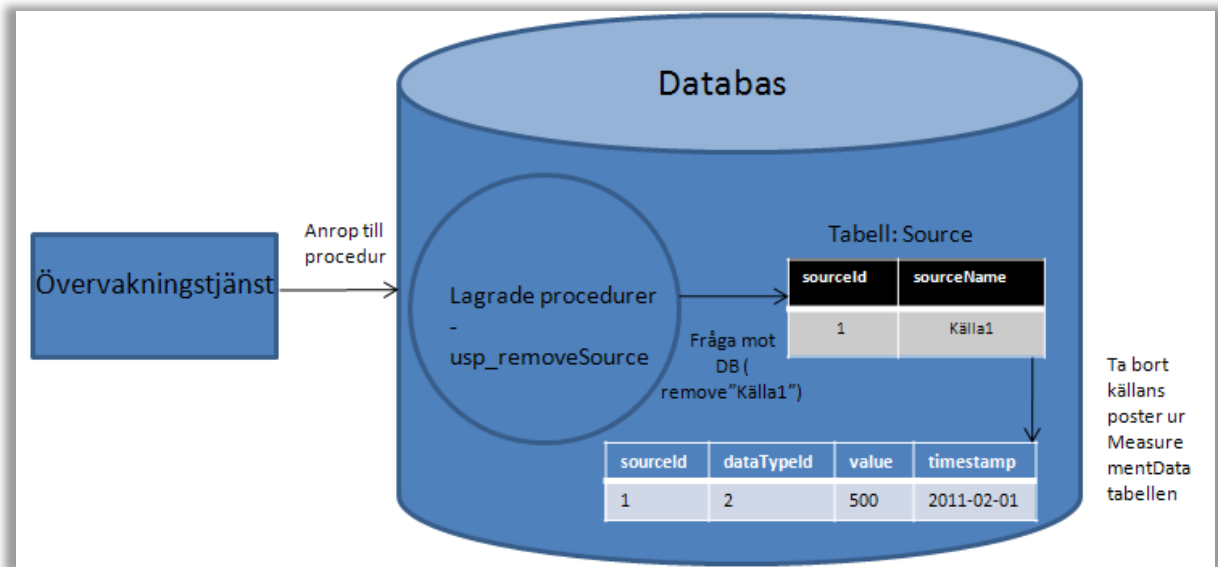 Databas
Övervakningstjänst
Anrop till
procedur
Lagrade procedurer
-
usp_removeSource
Fråga mot
DB (
remove"Källa1")
Tabell: Source
sourceId sourceName
1 Källa1
Ta bort
källans
poster ur
Measure
mentData
tabellen
sourceId dataTypeId value timestamp
1 2 500 2011-02-01